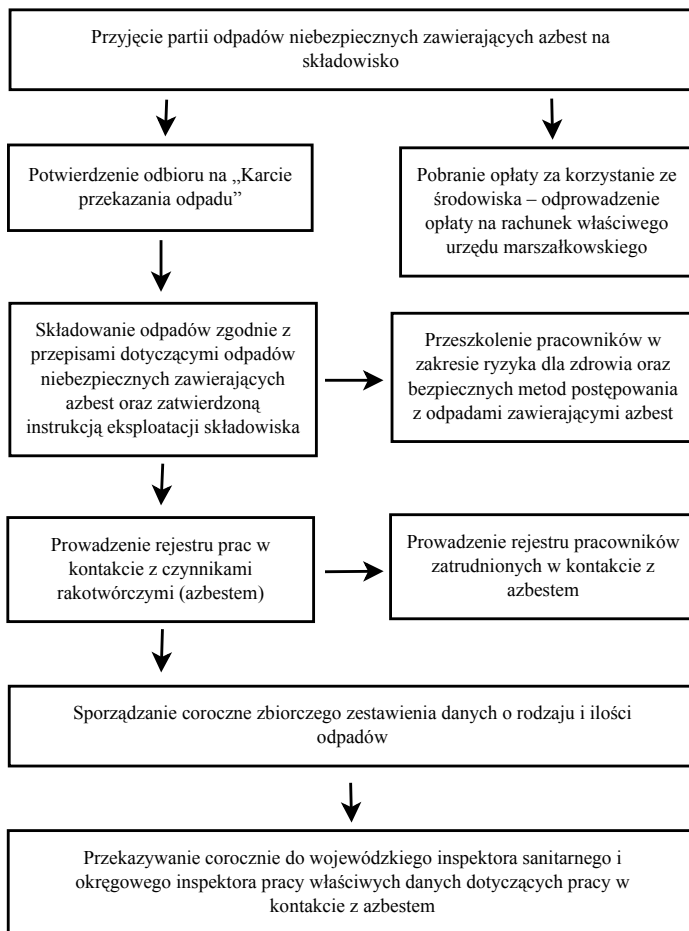 Przyjęcie partii odpadów niebezpiecznych zawierających azbest na
składowisko
Potwierdzenie odbioru na „Karcie
przekazania odpadu”
Pobranie opłaty za korzystanie ze
środowiska – odprowadzenie
opłaty na rachunek właściwego
urzędu marszałkowskiego
Składowanie odpadów zgodnie z
przepisami dotyczącymi odpadów
niebezpiecznych zawierających
azbest oraz zatwierdzoną
instrukcją eksploatacji składowiska
Przeszkolenie pracowników w
zakresie ryzyka dla zdrowia oraz
bezpiecznych metod postępowania
z odpadami zawierającymi azbest
Prowadzenie rejestru prac w
kontakcie z czynnikami
rakotwórczymi (azbestem)
Prowadzenie rejestru pracowników
zatrudnionych w kontakcie z
azbestem
Sporządzanie coroczne zbiorczego zestawienia danych o rodzaju i ilości
odpadów
Przekazywanie corocznie do wojewódzkiego inspektora sanitarnego i
okręgowego inspektora pracy właściwych danych dotyczących pracy w
kontakcie z azbestem